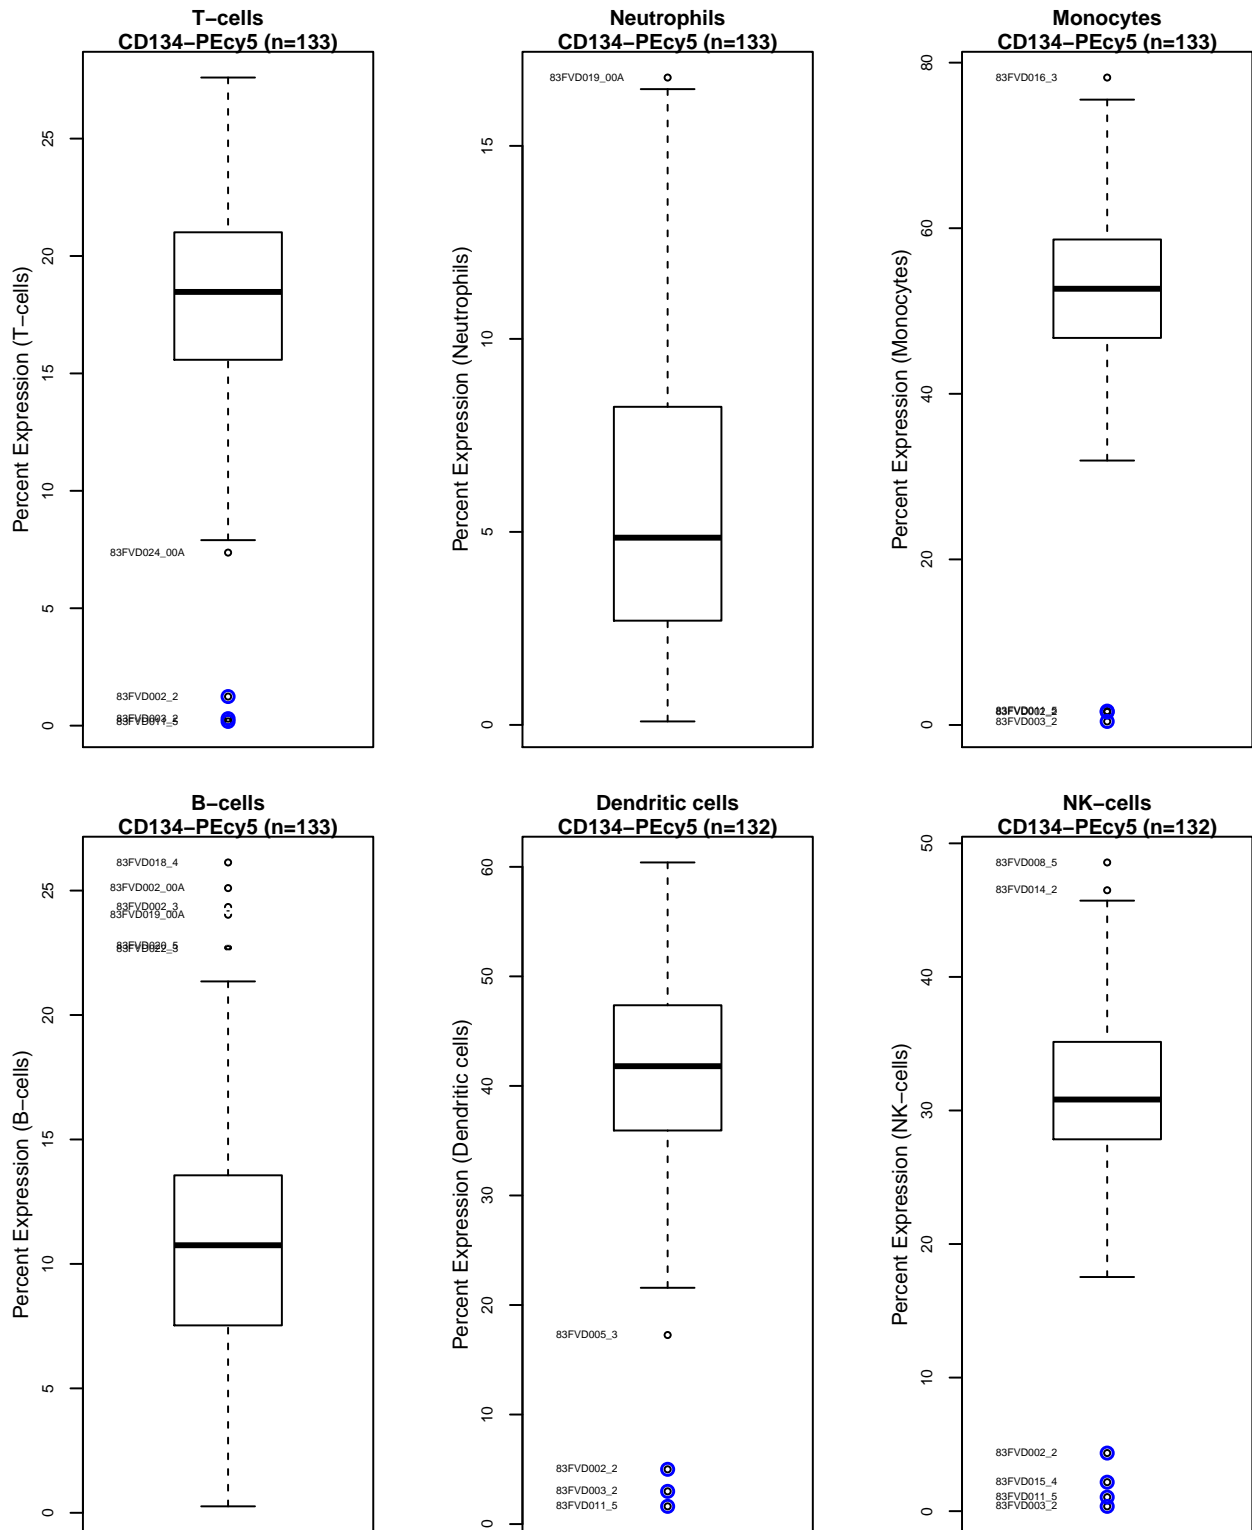 T−cells
CD134−PEcy5 (n=133)
Percent Expression (T−cells)
25
20
15
10
5
0
83FVD024_00A
83FVD002_2
83FVD003_2
83FVD011_5
Neutrophils
CD134−PEcy5 (n=133)
Percent Expression (Neutrophils)
15
10
5
0
83FVD019_00A
Monocytes
CD134−PEcy5 (n=133)
Percent Expression (Monocytes)
80
60
40
20
0
83FVD016_3
83FVD003_2
B−cells
CD134−PEcy5 (n=133)
Percent Expression (B−cells)
25
20
15
10
5
0
83FVD018_4
83FVD002_00A
83FVD002_3
83FVD019_00A
83FVD022_3
Dendritic cells
CD134−PEcy5 (n=132)
Percent Expression (Dendritic cells)
60
50
40
30
20
10
0
83FVD005_3
83FVD002_2
83FVD003_2
83FVD011_5
NK−cells
CD134−PEcy5 (n=132)
Percent Expression (NK−cells)
50
40
30
20
10
0
83FVD008_5
83FVD014_2
83FVD002_2
83FVD015_4
83FVD011_5
83FVD003_2